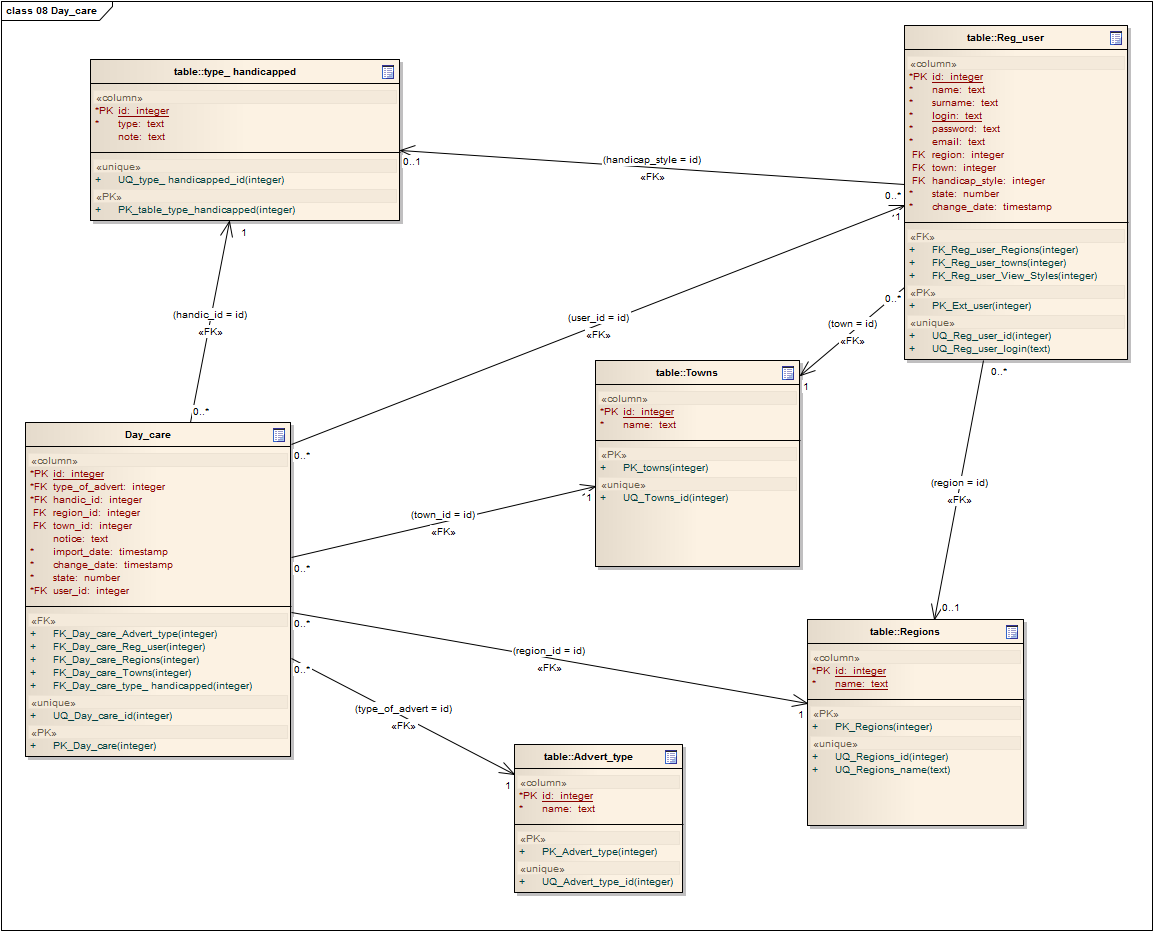 class 08 Day_care
table::type_ handicapped
«column»
*PK id: integer
* type: text
note: text
«unique»
+ UQ_type_ handicapped_id(integer)
«PK»
+ PK_table_type_handicapped(integer)
table::Reg_user
«column»
*PK id: integer
* name: text
* surname: text
* login: text
* password: text
* email: text
FK region: integer
FK town: integer
FK handicap_style: integer
* state: number
* change_date: timestamp
«FK»
+ FK_Reg_user_Regions(integer)
+ FK_Reg_user_towns(integer)
+ FK_Reg_user_View_Styles(integer)
«PK»
+ PK_Ext_user(integer)
«unique»
+ UQ_Reg_user_id(integer)
+ UQ_Reg_user_login(text)
0..1
(handicap_style = id)
«FK»
0..*
1
1
(handic_id = id)
«FK»
0..*
(user_id = id)
«FK»
0..*
0..*
(town = id)
«FK»
1
table::Towns
«column»
*PK id: integer
* name: text
«PK»
+ PK_towns(integer)
«unique»
+ UQ_Towns_id(integer)
0..*
(region = id)
«FK»
0..1
Day_care
«column»
*PK id: integer
*FK type_of_advert: integer
*FK handic_id: integer
FK region_id: integer
FK town_id: integer
notice: text
* import_date: timestamp
* change_date: timestamp
* state: number
*FK user_id: integer
«FK»
+ FK_Day_care_Advert_type(integer)
+ FK_Day_care_Reg_user(integer)
+ FK_Day_care_Regions(integer)
+ FK_Day_care_Towns(integer)
+ FK_Day_care_type_ handicapped(integer)
«unique»
+ UQ_Day_care_id(integer)
«PK»
+ PK_Day_care(integer)
1
(town_id = id)
«FK»
0..*
0..*
(region_id = id)
«FK»
1
0..*
(type_of_advert = id)
«FK»
1
table::Regions
«column»
*PK id: integer
* name: text
«PK»
+ PK_Regions(integer)
«unique»
+ UQ_Regions_id(integer)
+ UQ_Regions_name(text)
table::Advert_type
«column»
*PK id: integer
* name: text
«PK»
+ PK_Advert_type(integer)
«unique»
+ UQ_Advert_type_id(integer)